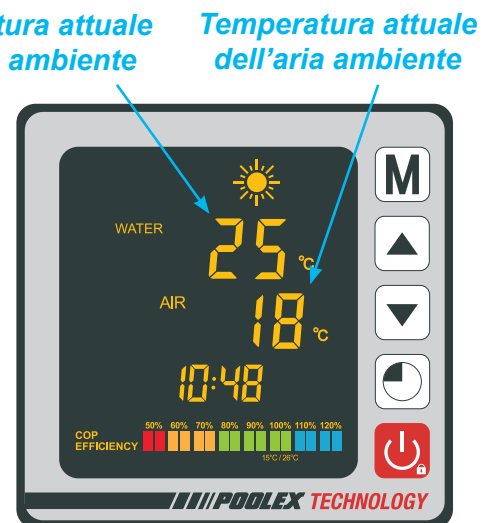 tura attuale
ambiente
Temperatura attuale
dell'aria ambiente
M
WATER
25 °C
AIR
18 °C
10:48
50% 60% 70% 80% 90% 100% 110% 120%
COP
EFFICIENCY
15°C / 26°C
POOLEX TECHNOLOGY